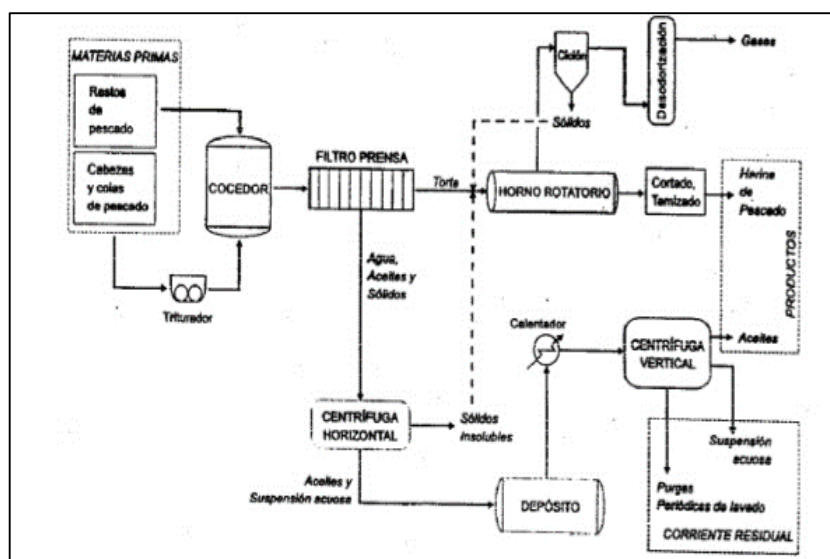 MATERIAS PRIMAS
Restos
de
pescado
Cabezas
y colas
de pescado
Triturador
COCEDOR
FILTRO PRENSA
Torta
Agua,
Aceites y
Sólidos
CENTRÍFUGA
HORIZONTAL
Sólidos
insolubles
Aceites y
Suspensión acuosa
DEPÓSITO
Calentador
CENTRÍFUGA
VERTICAL
Ciclón
Sólidos
Desodorización
Gases
HORNO ROTATORIO
Cortado,
Tamizado
Harina
de
Pescado
Aceites
PRODUCTOS
Suspensión
acuosa
Purgas
Periódicas de lavado
CORRIENTE RESIDUAL